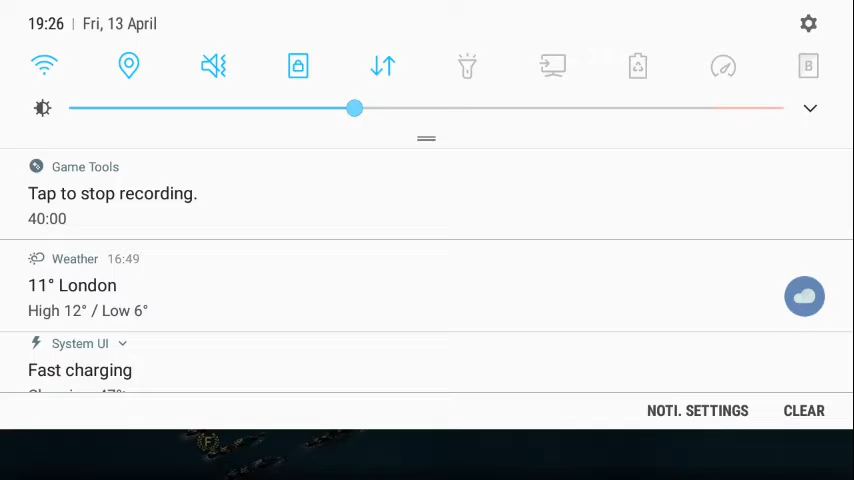 19:26 | Fri, 13 April
B
Game Tools
Tap to stop recording.
40:00
Weather 16:49
11° London
High 12° / Low 6°
System UI
Fast charging
NOTI. SETTINGS CLEAR
F